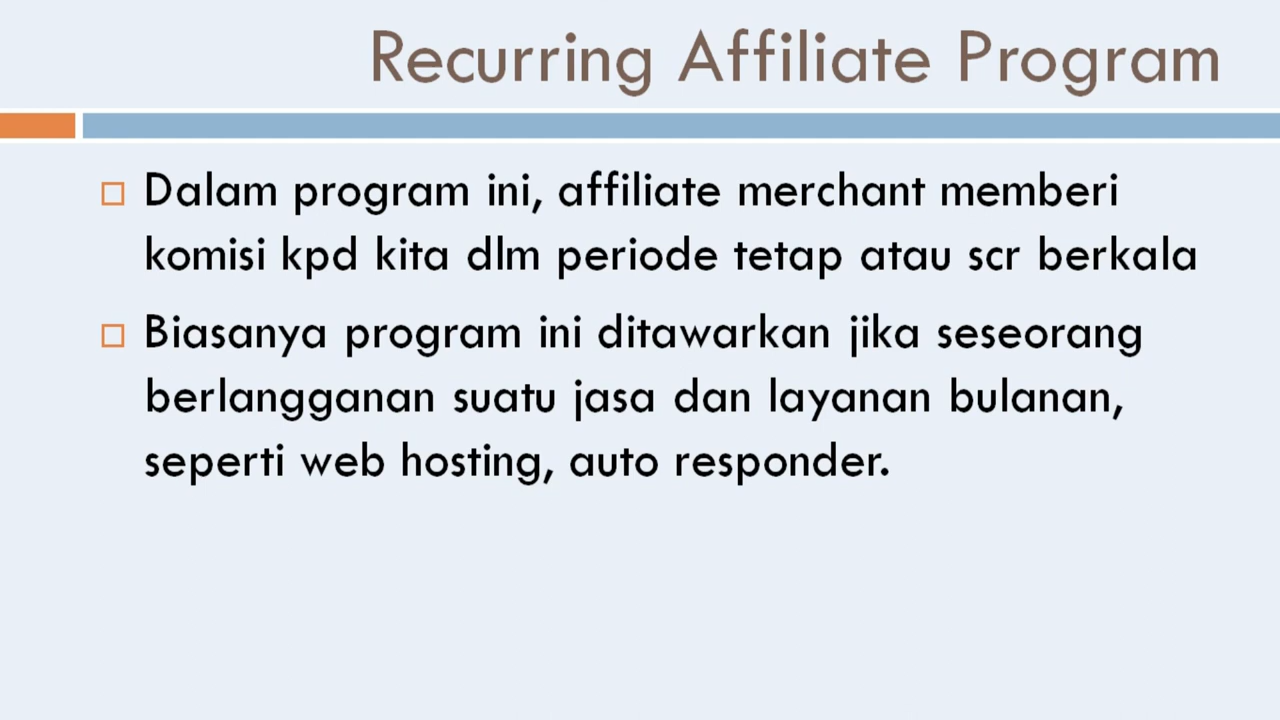 Recurring Affiliate Program
Dalam program ini, affiliate merchant memberi
komisi kpd kita dlm periode tetap atau scr berkala
Biasanya program ini ditawarkan jika seseorang
berlangganan suatu jasa dan layanan bulanan,
seperti web hosting, auto responder.